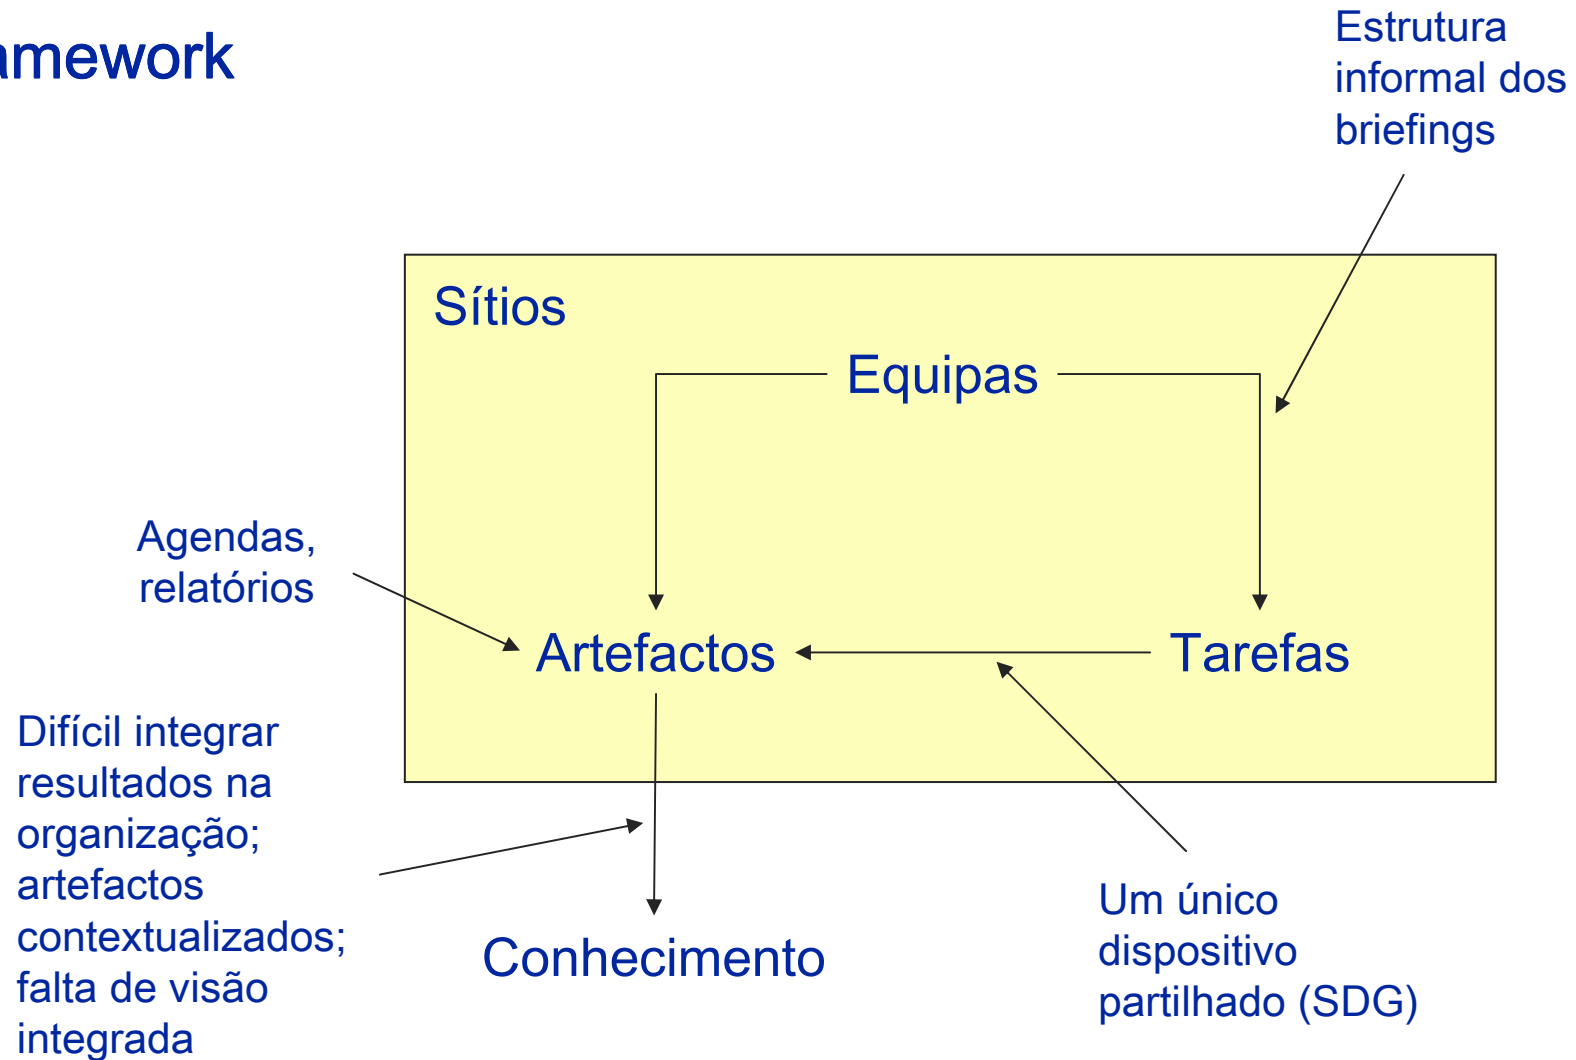 amework
Estrutura
informal dos
briefings
Sítios
Equipas
Agendas,
relatórios
Artefactos
Tarefas
Difícil integrar
resultados na
organização;
artefactos
contextualizados;
falta de visão
integrada
Conhecimento
Um único
dispositivo
partilhado (SDG)